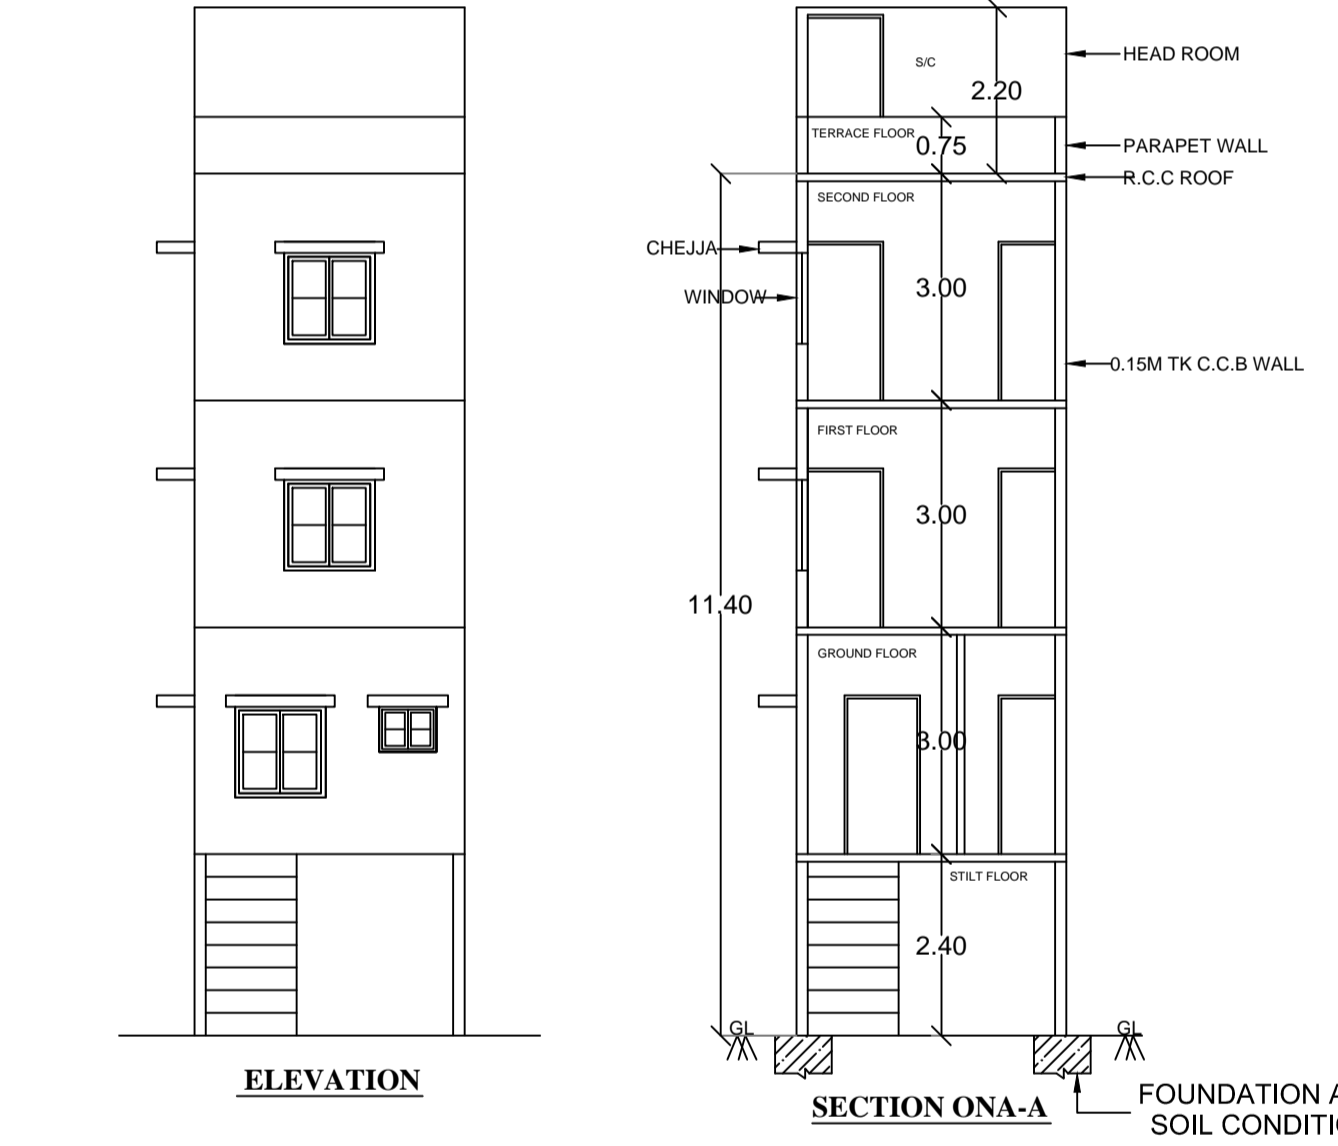 S/C
HEAD ROOM
2.20
TERRACE FLOOR
0.75
PARAPET WALL
R.C.C ROOF
SECOND FLOOR
CHEJJA
WINDOW
3.00
0.15M TK C.C.B WALL
FIRST FLOOR
3.00
11.40
GROUND FLOOR
3.00
STILT FLOOR
2.40
GL
GL
ELEVATION
SECTION ONA-A
FOUNDATION
SOIL